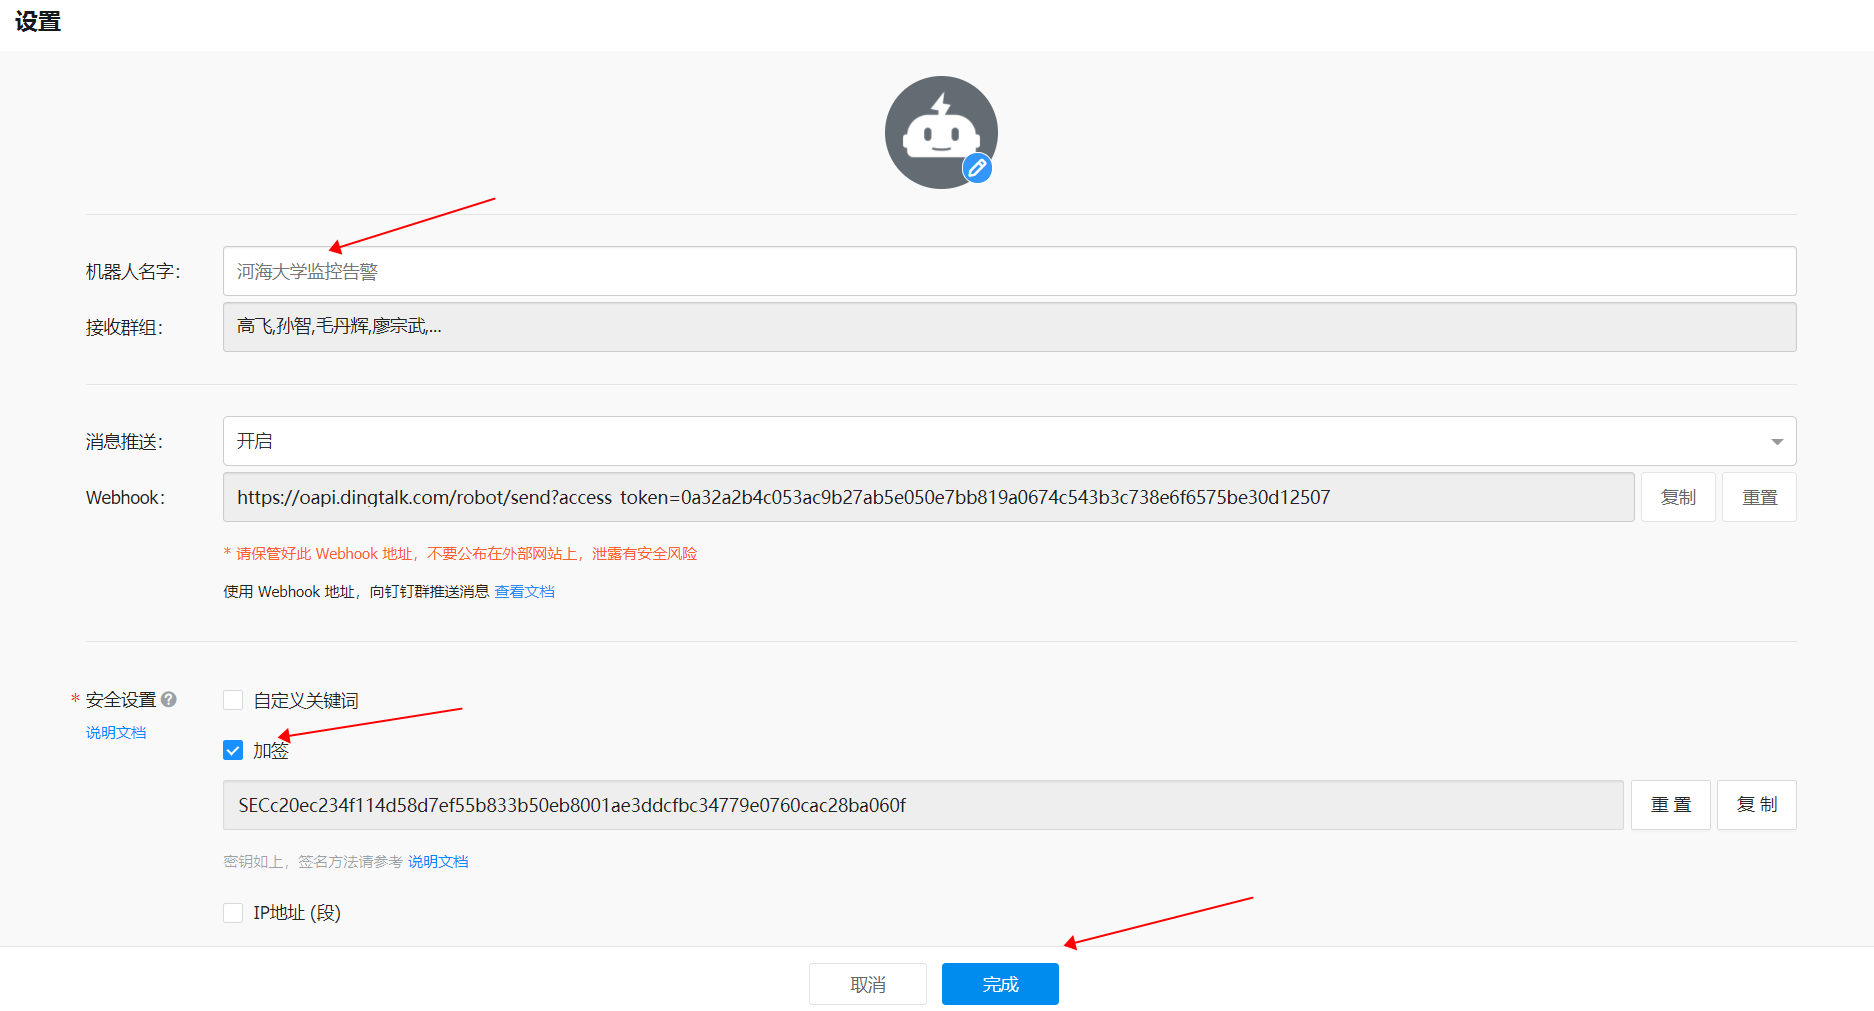 设置
机器人名字：
河海大学监控告警
接收群组：
高飞,孙智,毛丹辉,廖宗武,...
消息推送：
开启
Webhook：
https://oapi.dingtalk.com/robot/send?access_token=0a32a2b4c053ac9b27ab5e050e7bb819a0674c543b3c738e6f6575be30d12507
复制
重置
* 请保管好此 Webhook 地址，不要公布在外部网站上，泄露有安全风险
使用 Webhook 地址，向钉钉群推送消息 查看文档
* 安全设置
说明文档
自定义关键词
加签
SECc20ec234f114d58d7ef55b833b50eb8001ae3ddcfbc34779e0760cac28ba060f
重 置
复 制
密钥如上，签名方法请参考 说明文档
IP地址 (段)
取消
完成